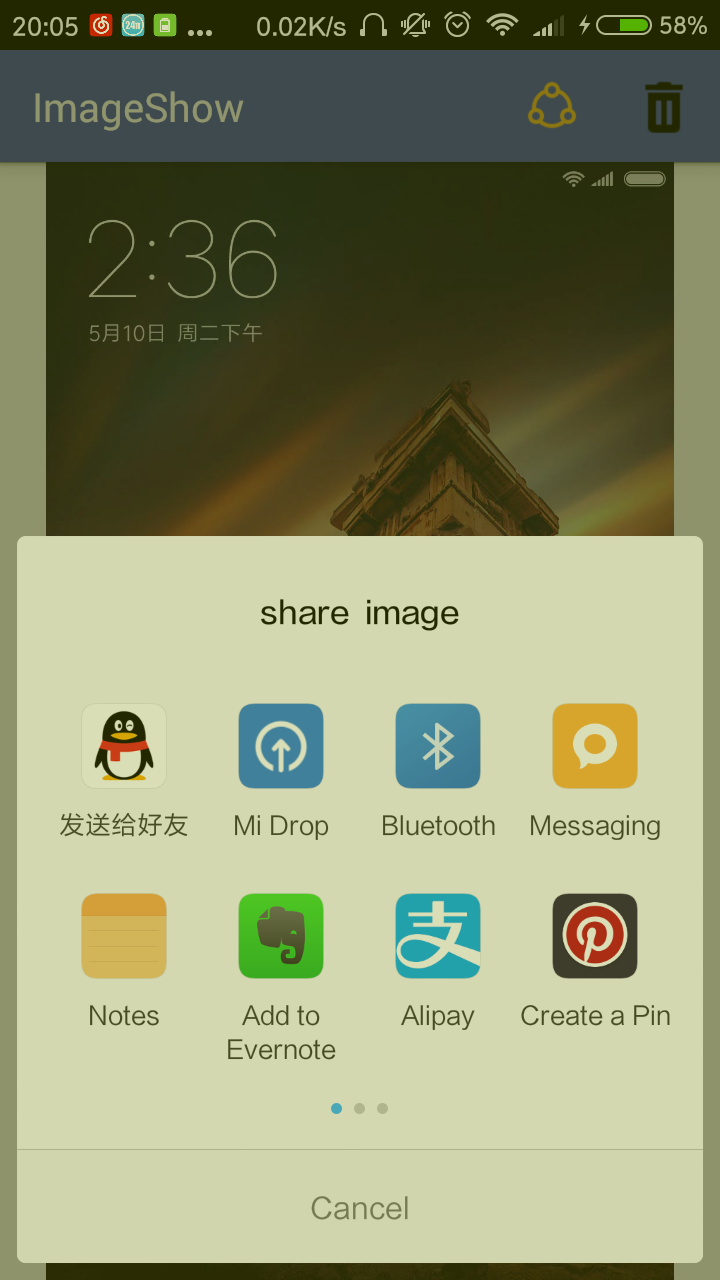 20:05 24h ... 0.02K/s 58%
ImageShow
2:36
5月10日 周二下午
share image
发送给好友 Mi Drop Bluetooth Messaging
支
Notes Add to Alipay Create a Pin
Evernote
Cancel